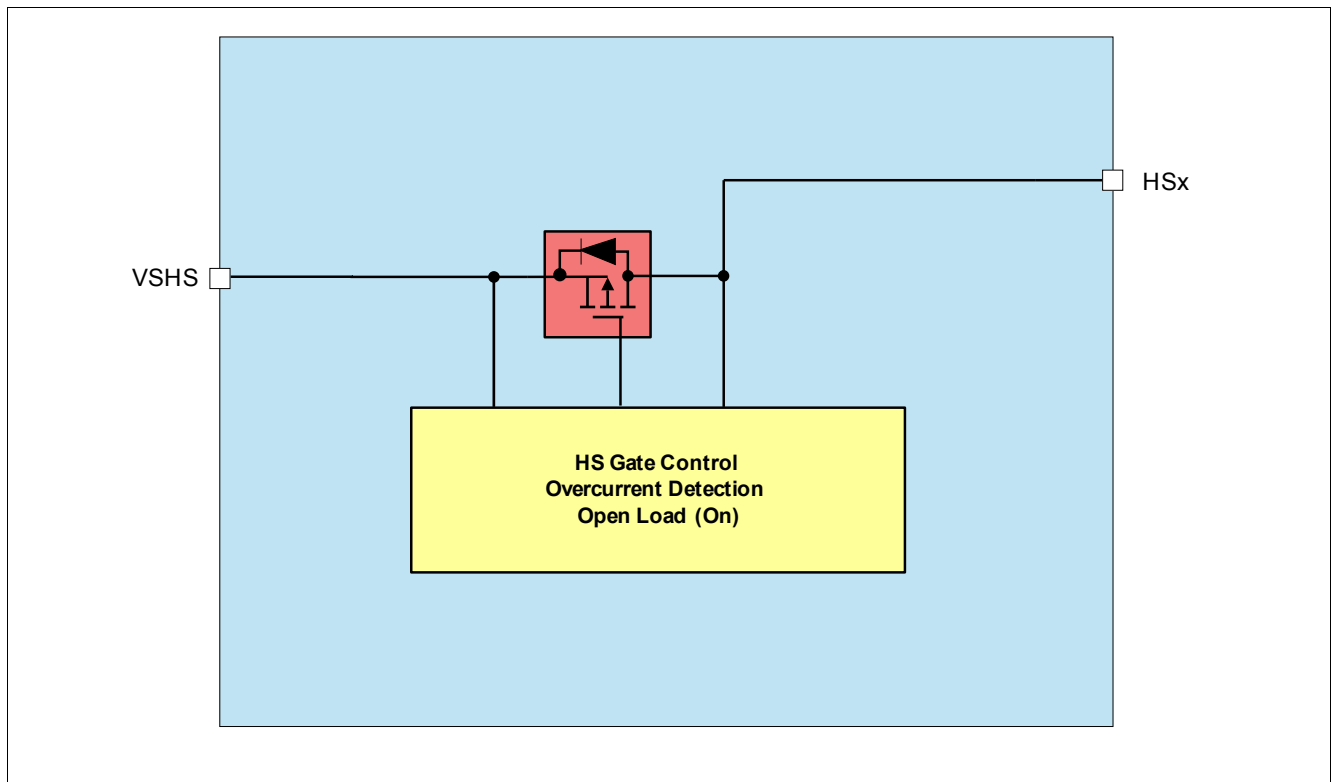 HSx
VSHS
HS Gate Control
Overcurrent Detection
Open Load (On)